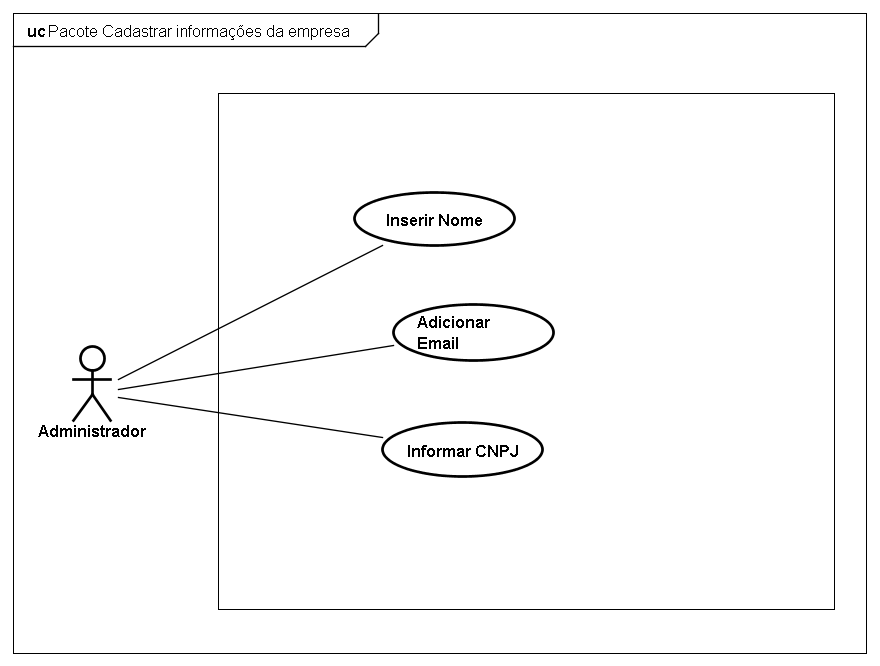 uc Pacote Cadastrar informações da empresa
Inserir Nome
Adicionar
Email
Administrador
Informar CNPJ